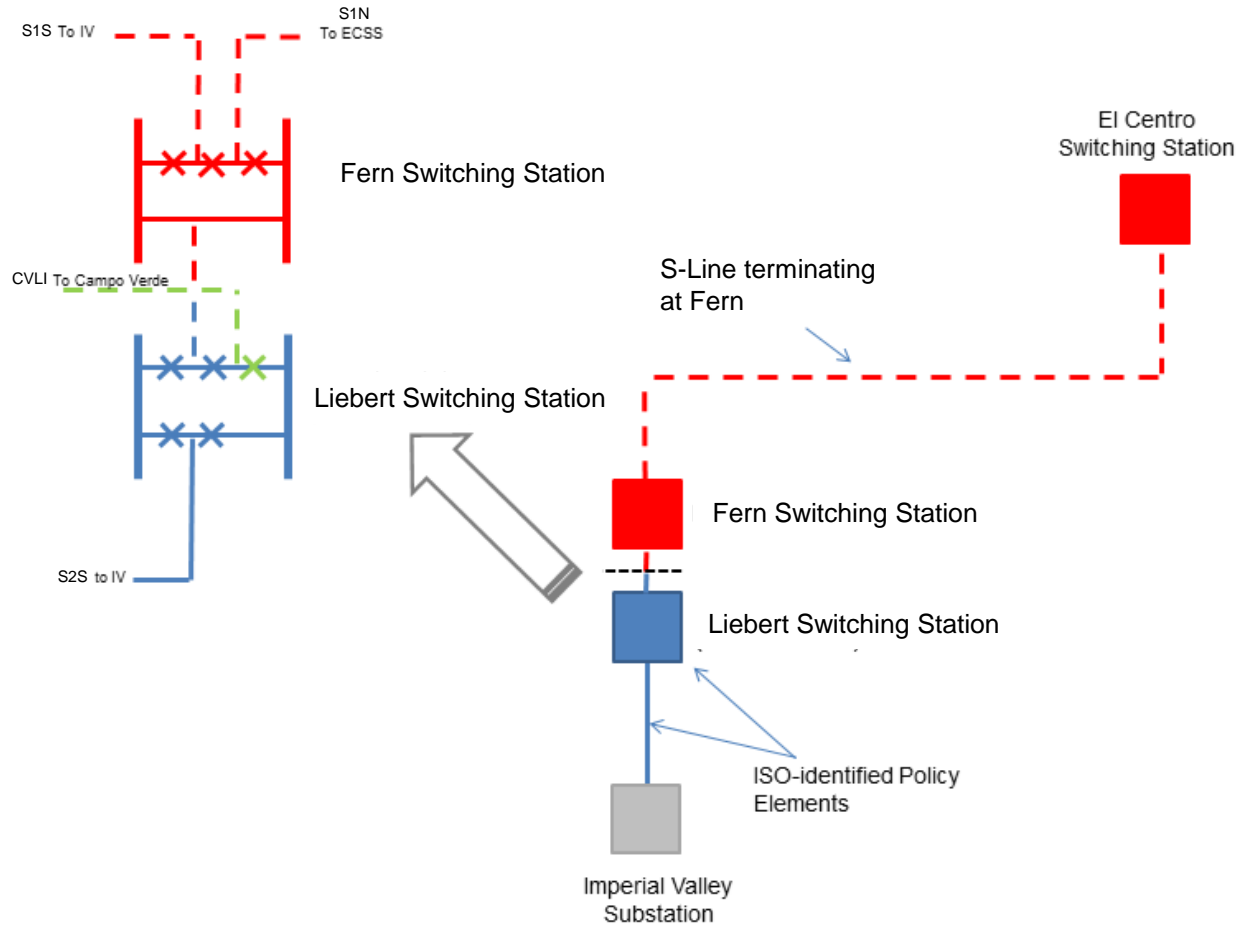 S1S To IV
S1N
To ECSS
Fern Switching Station
El Centro
Switching Station
S-Line terminating
at Fern
CVLI To Campo Verde
Liebert Switching Station
Fern Switching Station
Liebert Switching Station
S2S to IV
ISO-identified Policy
Elements
Imperial Valley
Substation